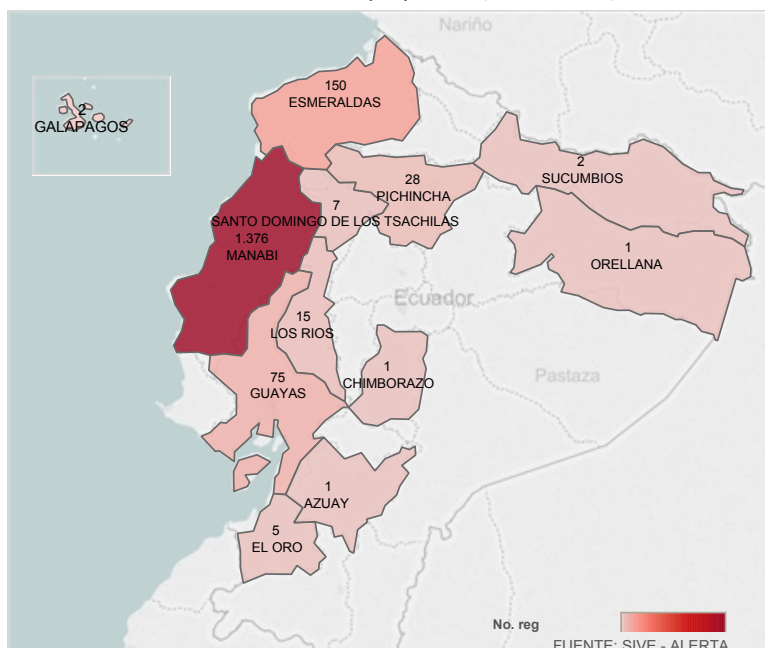 Nariño
150
ESMERALDAS
2
GALAPAGOS
2
SUCUMBIOS
28
PICHINCHA
7
SANTO DOMINGO DE LOS TSACHILAS
1.376
MANABI
1
ORELLANA
Ecuador
15
LOS RIOS
1
CHIMBORAZO
Pastaza
75
GUAYAS
1
AZUAY
5
EL ORO
No. reg
FUENTE: SIVE - ALERTA